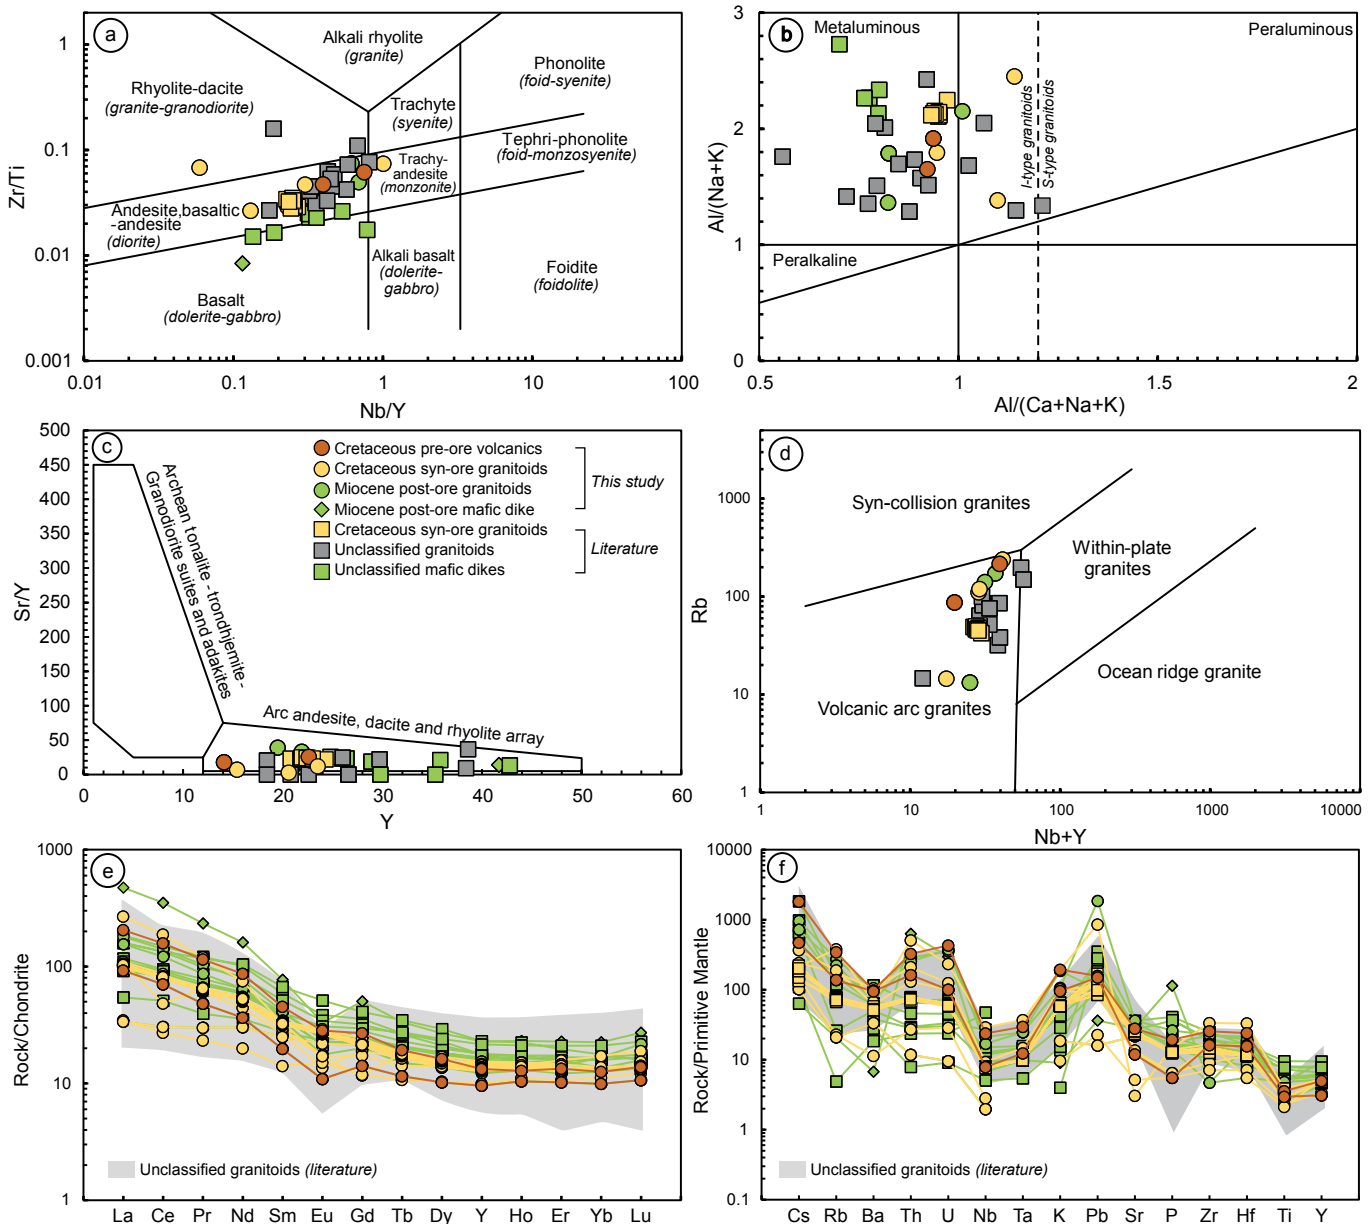 a
Alkali rhyolite
(granite)
Phonolite
(foid-syenite)
Rhyolite-dacite
(granite-granodiorite)
Trachyte
(syenite)
Tephri-phonolite
(foid-monzosyenite)
Trachy-
andesite
(monzonite)
Andesite,basaltic
-andesite
(diorite)
Alkali basalt
(dolerite-
gabbro)
Foidite
(foidolite)
Basalt
(dolerite-gabbro)
Zr/Ti
1
0.1
0.01
0.001
0.01
0.1
1
10
100
Nb/Y
b
Metaluminous
Peraluminous
I-type granitoids
S-type granitoids
Peralkaline
Al/(Na+K)
3
2
1
0
0.5
1
1.5
2
Al/(Ca+Na+K)
c
Archean tonalite - trondhjemite -
Granodiorite suites and adakites
Cretaceous pre-ore volcanics
Cretaceous syn-ore granitoids
Miocene post-ore granitoids
Miocene post-ore mafic dike
This study
Cretaceous syn-ore granitoids
Unclassified granitoids
Unclassified mafic dikes
Literature
Arc andesite, dacite and rhyolite array
Sr/Y
500
450
400
350
300
250
200
150
100
50
0
0
10
20
30
40
50
60
Y
d
Syn-collision granites
Within-plate
granites
Ocean ridge granite
Volcanic arc granites
Rb
1000
100
10
1
1
10
100
1000
10000
Nb+Y
e
Rock/Chondrite
1000
100
10
1
Unclassified granitoids (literature)
La Ce Pr Nd Sm Eu Gd Tb Dy Y Ho Er Yb Lu
f
Rock/Primitive Mantle
10000
1000
100
10
1
0.1
Unclassified granitoids (literature)
Cs Rb Ba Th U Nb Ta K Pb Sr P Zr Hf Ti Y